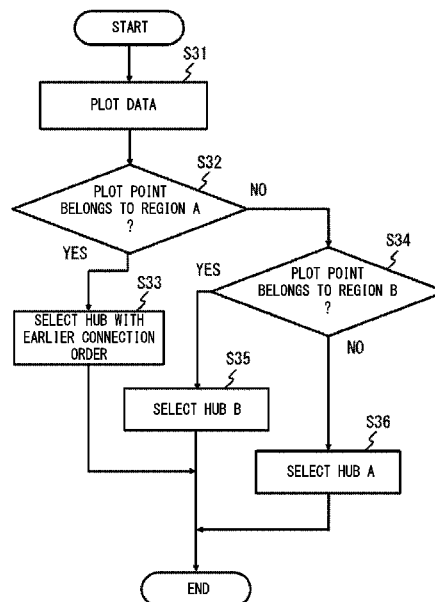 START
S31
PLOT DATA
S32
PLOT POINT
BELONGS TO REGION A
?
NO
YES
S34
PLOT POINT
BELONGS TO REGION B
?
YES
NO
S33
SELECT HUB WITH
EARLIER CONNECTION
ORDER
S35
SELECT HUB B
S36
SELECT HUB A
END